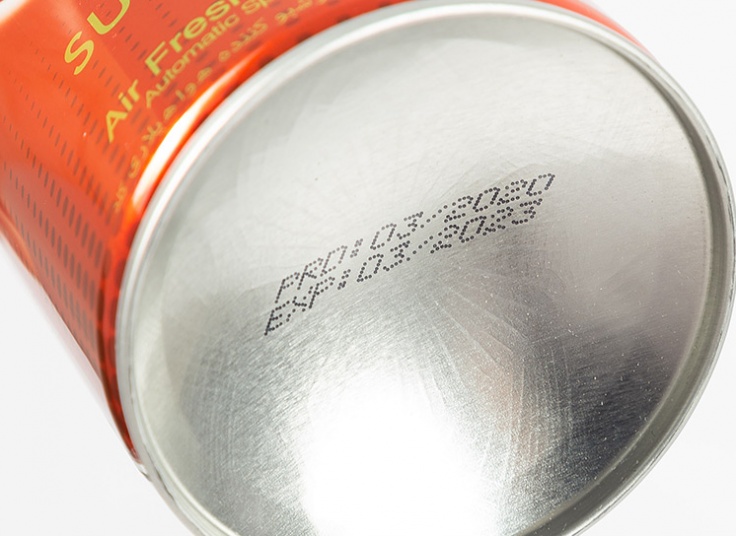 SU
Air Fresh
Automatic Sp
PRD:03/2020
EXP:03/2023